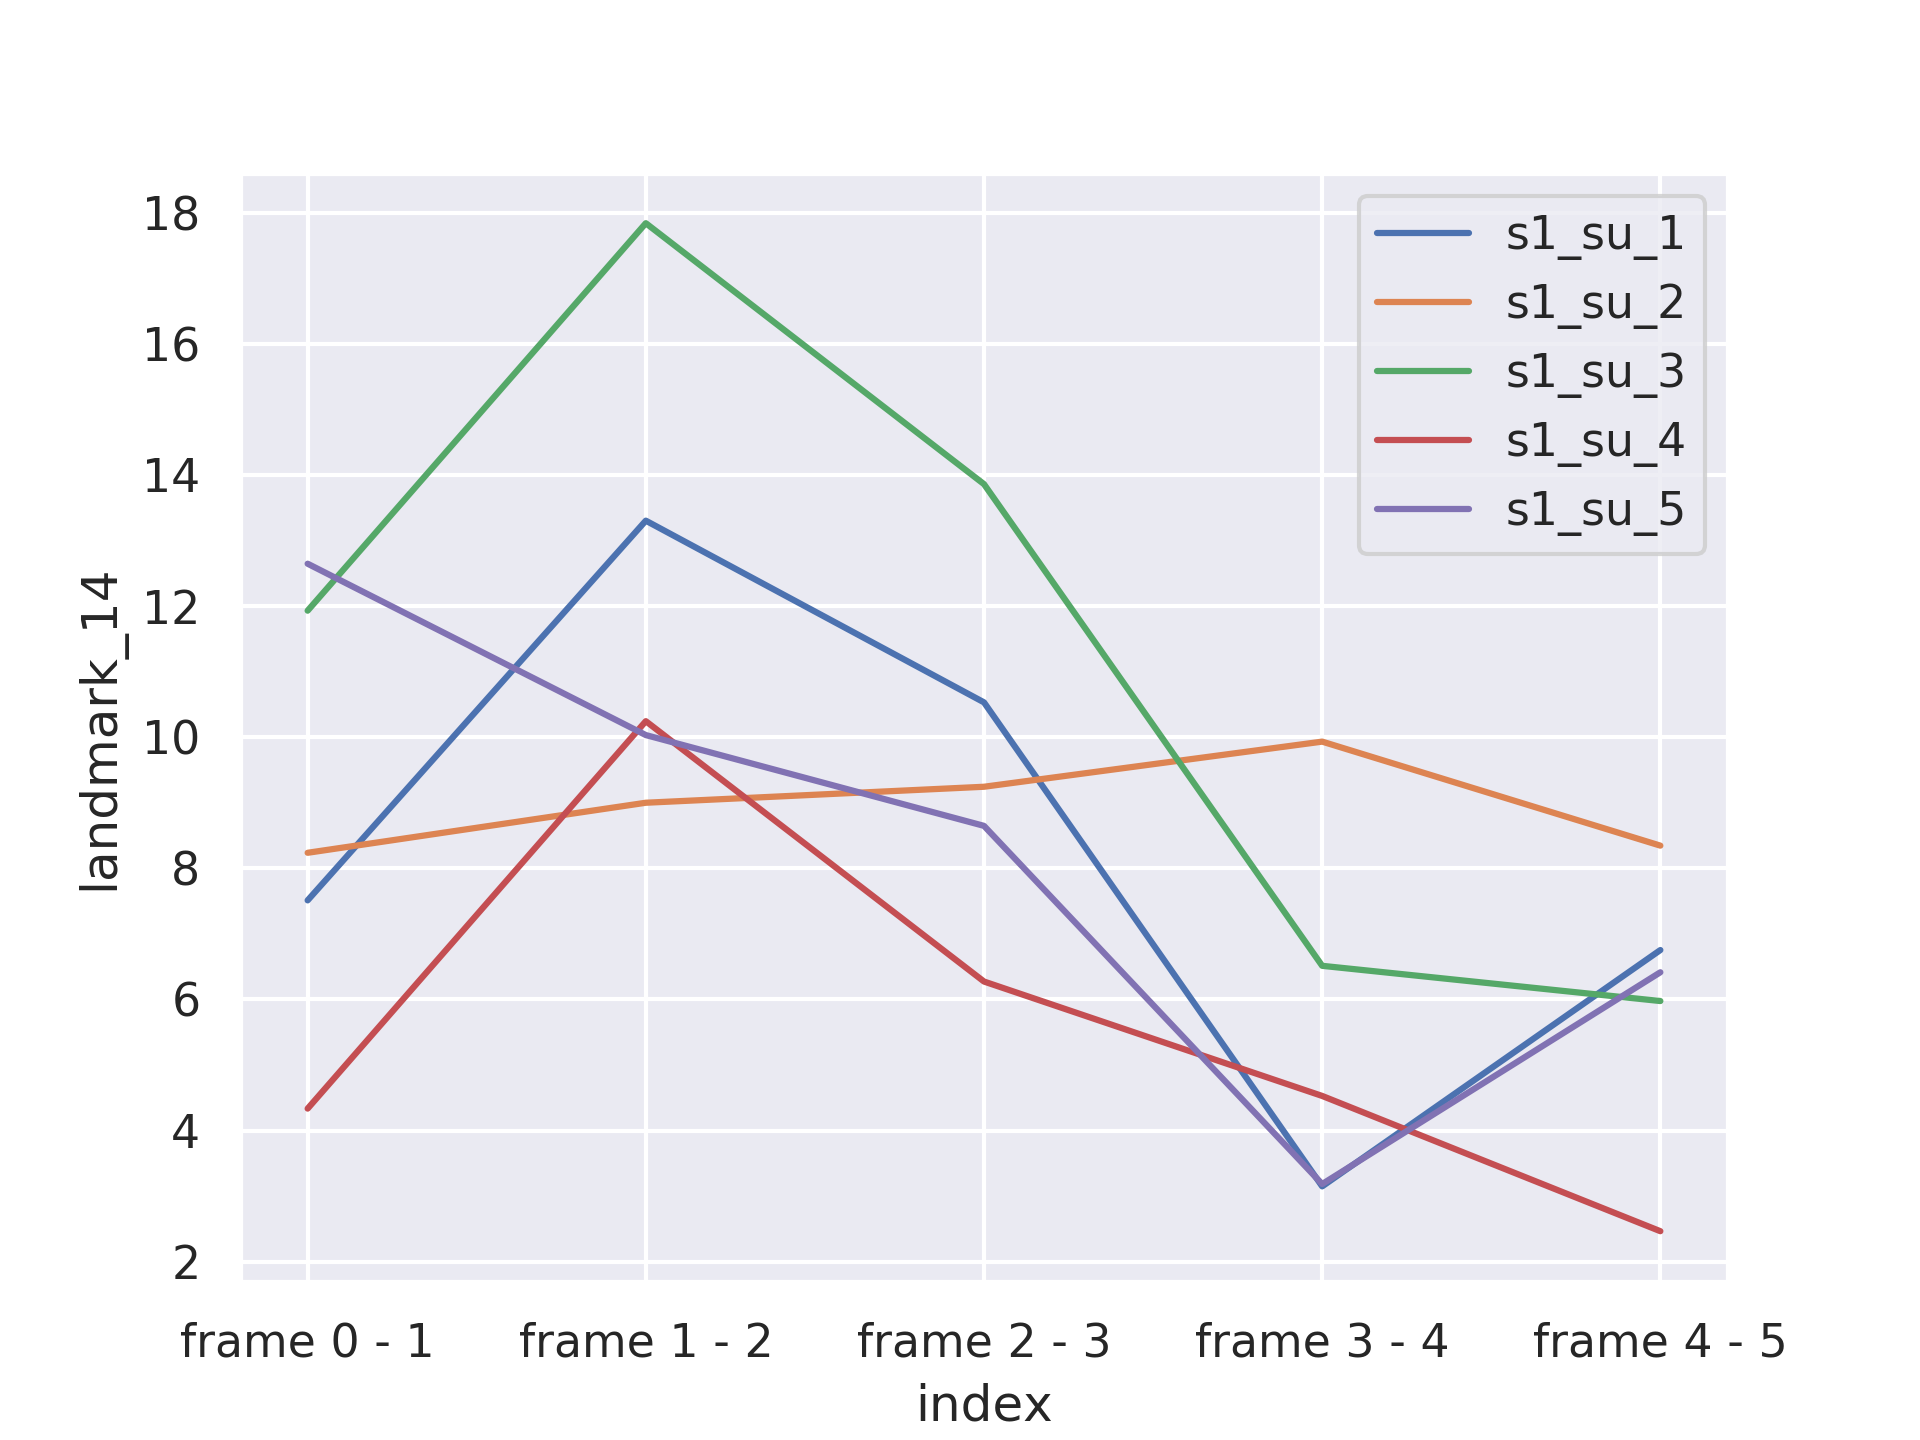 18
16
14
12
10
8
6
4
2
landmark_14
s1_su_1
s1_su_2
s1_su_3
s1_su_4
s1_su_5
frame 0 - 1
frame 1 - 2
frame 2 - 3
frame 3 - 4
frame 4 - 5
index